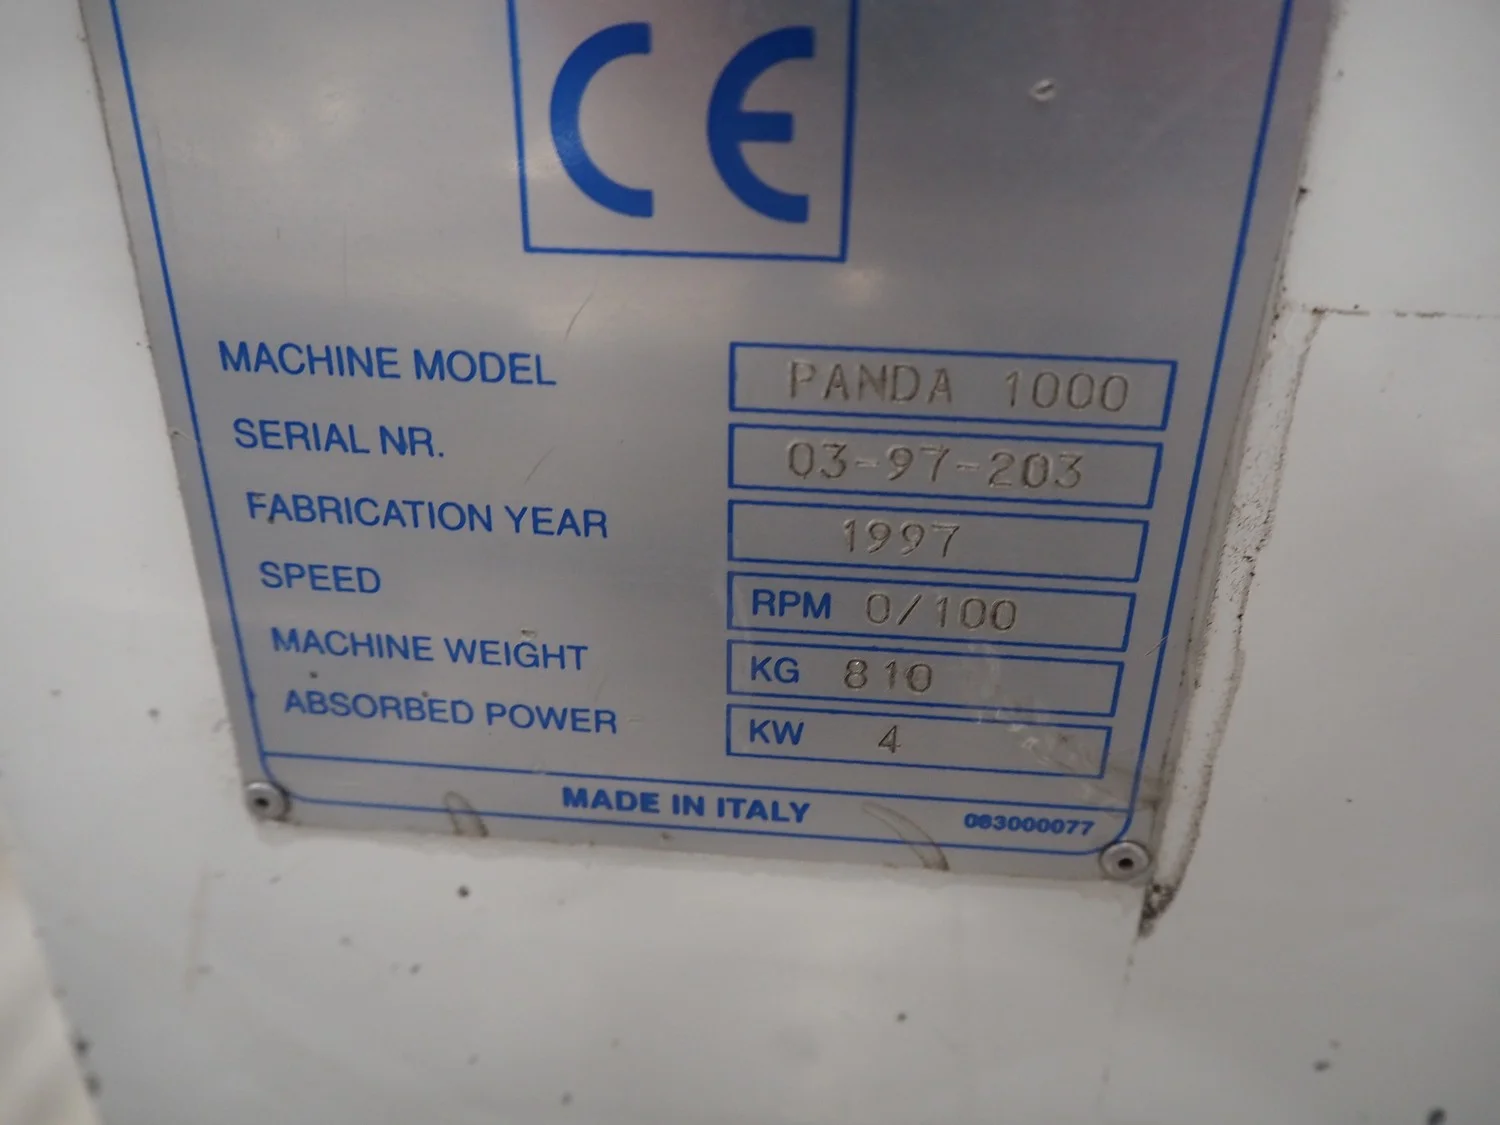 CE
MACHINE MODEL PANDA 1000
SERIAL NR. 03-97-203
FABRICATION YEAR 1997
SPEED RPM 0/100
MACHINE WEIGHT KG 810
ABSORBED POWER KW 4
MADE IN ITALY 063000077